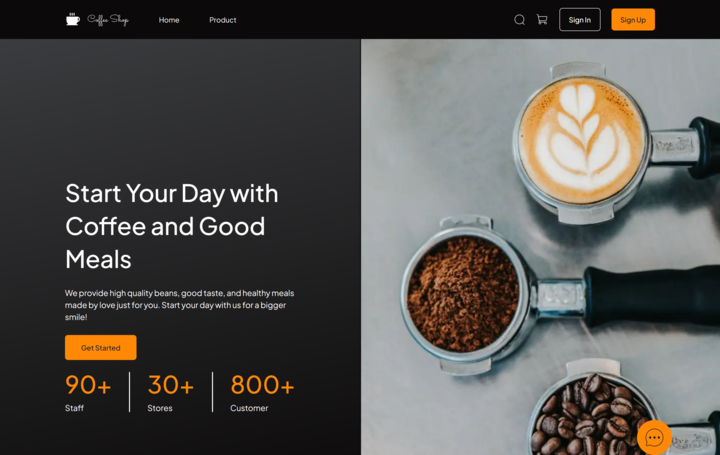 Coffee Shop
Home
Product
Sign In
Sign Up
Start Your Day with
Coffee and Good
Meals
We provide high quality beans, good taste, and healthy meals
made by love just for you. Start your day with us for a bigger
smile!
Get Started
90+
30+
800+
Staff
Stores
Customer